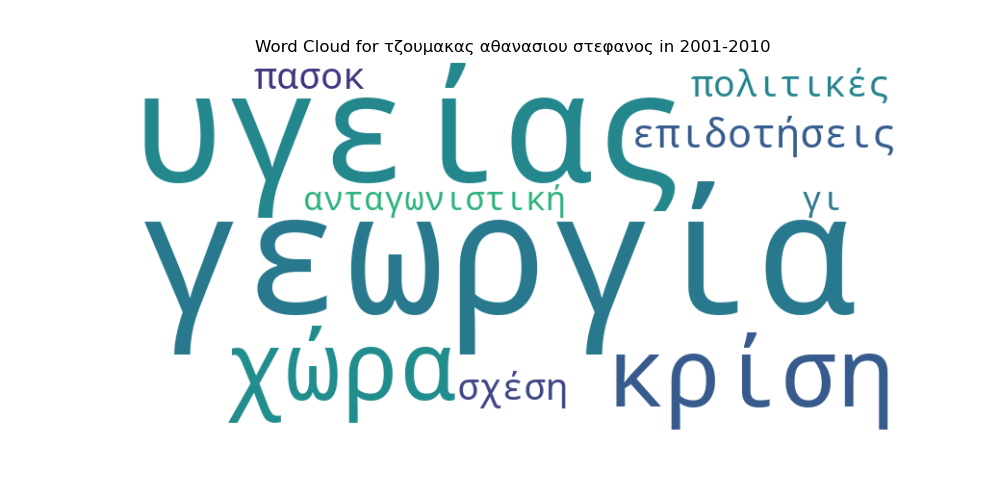 Word Cloud for τζουμακας αθανασιου στεφανος in 2001-2010
πασοκ
πολιτικές
υγείας
επιδοτήσεις
ανταγωνιστική
γι
γεωργία
χώρα
σχέση
κρίση